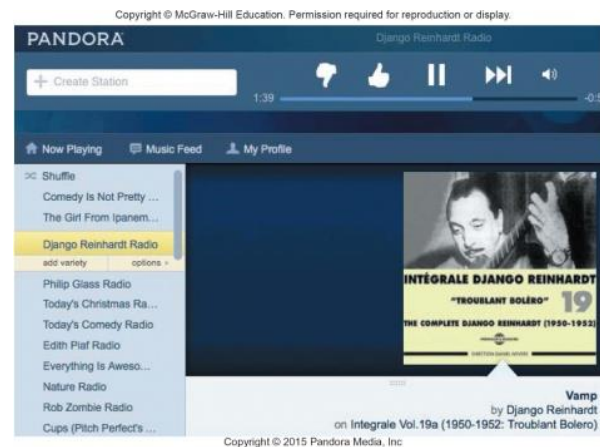 Copyright © McGraw-Hill Education. Permission required for reproduction or display.
PANDORA
Django Reinhardt Radio
+ Create Station
1:39
-0:5
Now Playing
Music Feed
My Profile
Shuffle
Comedy Is Not Pretty ...
The Girl From Ipanem...
Django Reinhardt Radio
add variety
options
Philip Glass Radio
Today's Christmas Ra...
Today's Comedy Radio
Edith Piaf Radio
Everything Is Aweso...
Nature Radio
Rob Zombie Radio
Cups (Pitch Perfect's ...
INTÉGRALE DJANGO REINHARDT
"TROUBLANT BOLÉRO" 19
THE COMPLETE DJANGO REINHARDT (1950-1952)
Vamp
by Django Reinhardt
on Integrale Vol.19a (1950-1952: Troublant Bolero)
Copyright © 2015 Pandora Media, Inc